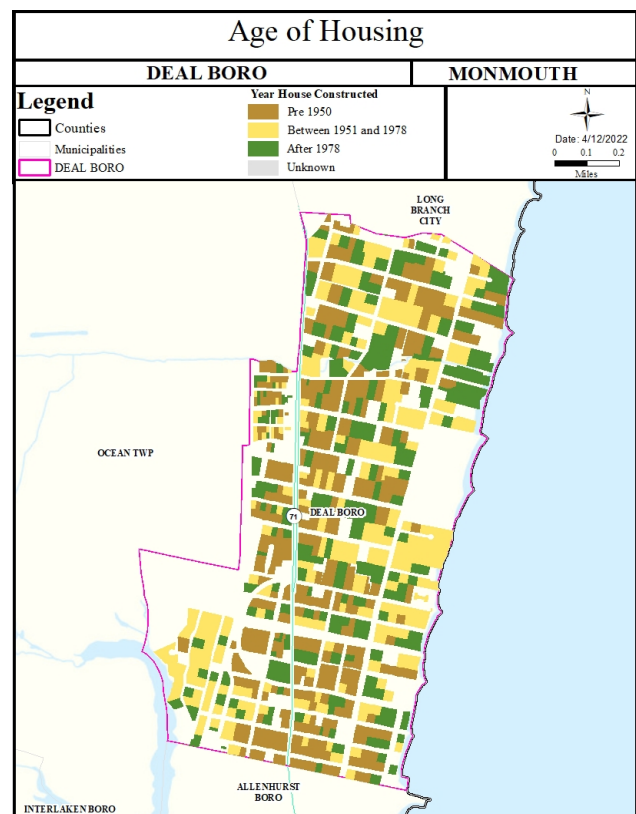 Age of Housing
DEAL BORO
MONMOUTH
Legend
Counties
Municipalities
DEAL BORO
Year House Constructed
Pre 1950
Between 1951 and 1978
After 1978
Unknown
N
Date: 4/12/2022
0 0.1 0.2
Miles
LONG
BRANCH
CITY
OCEAN TWP
71
DEAL BORO
ALLENHURST
BORO
INTERLAKEN BORO